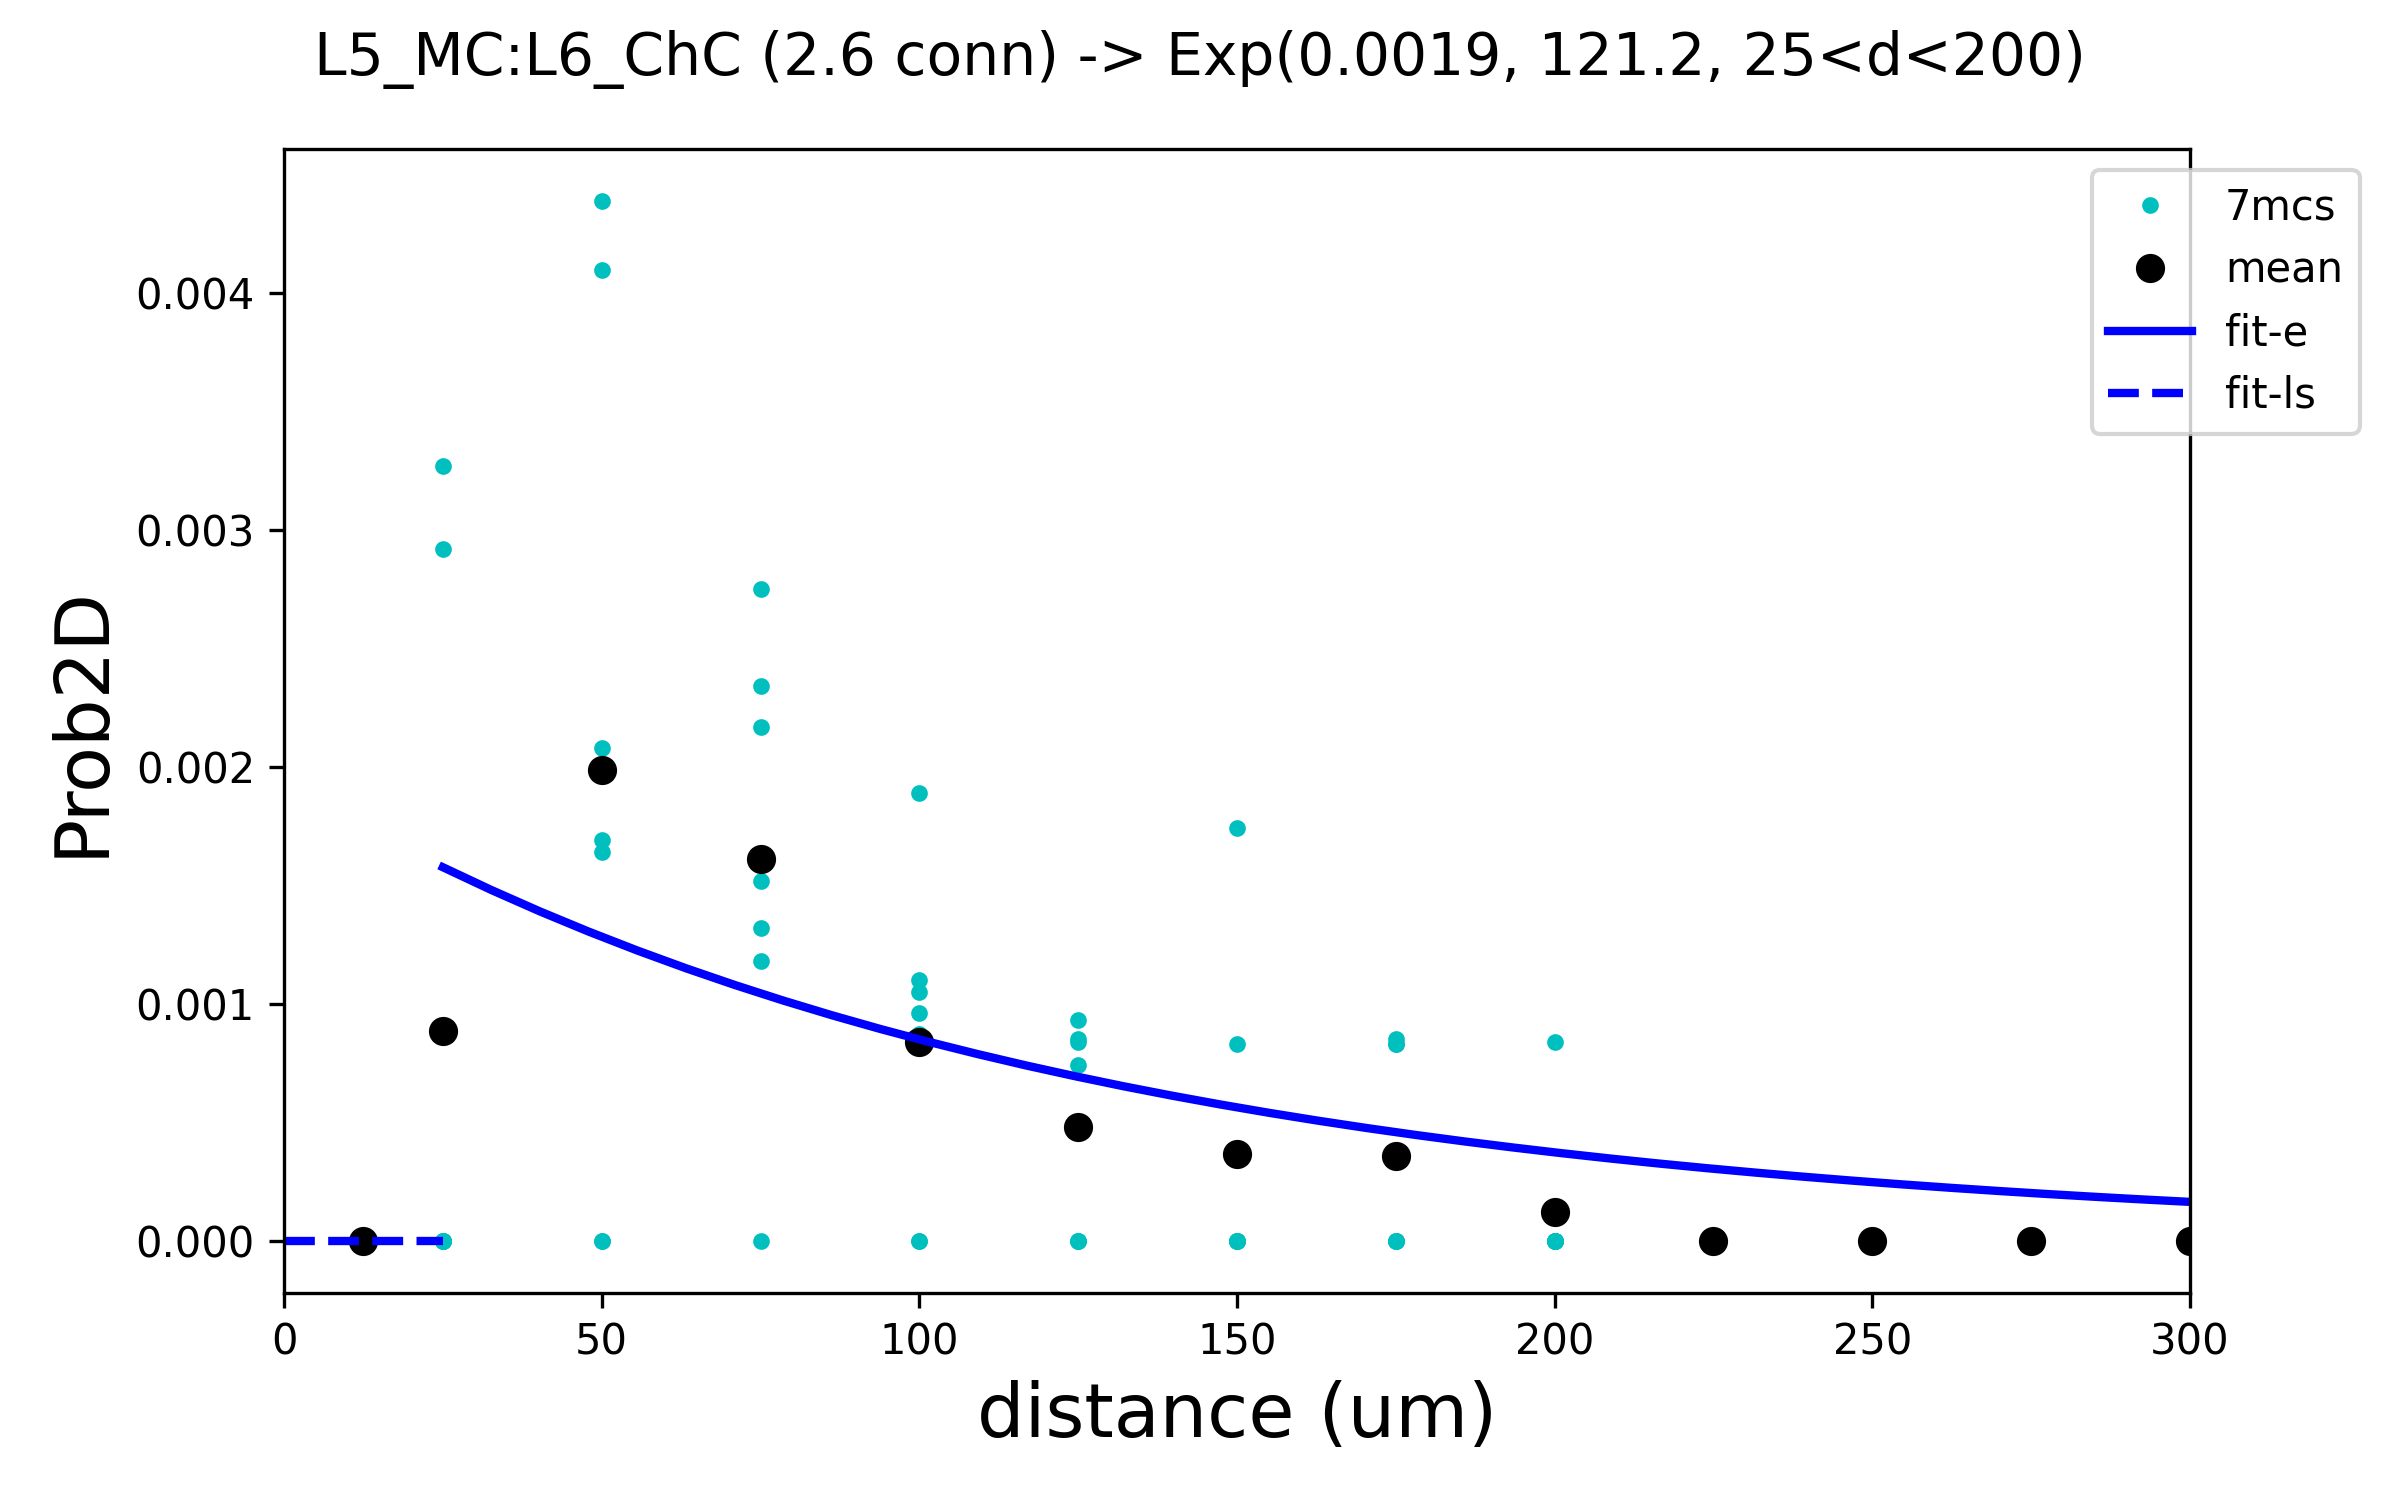 L5_MC:L6_ChC (2.6 conn) -> Exp(0.0019, 121.2, 25<d<200)
7mcs
mean
fit-e
fit-ls
Prob2D
0.004
0.003
0.002
0.001
0.000
0 50 100 150 200 250 300
distance (um)